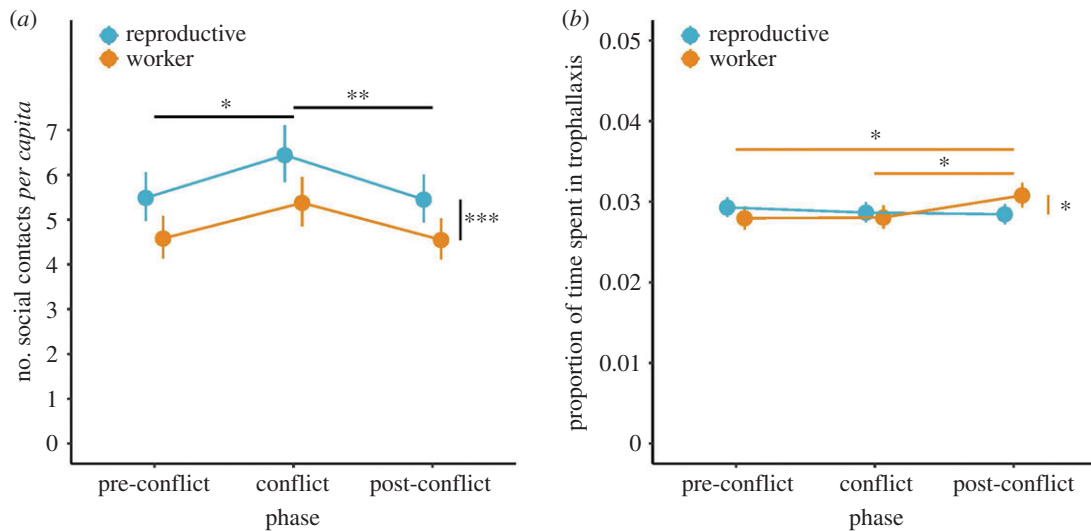 (a)
reproductive
worker
no. social contacts per capita
7
6
5
4
3
2
1
0
*
**
***
pre-conflict conflict post-conflict
phase
(b)
reproductive
worker
proportion of time spent in trophallaxis
0.05
0.04
0.03
0.02
0.01
0
*
*
*
pre-conflict conflict post-conflict
phase